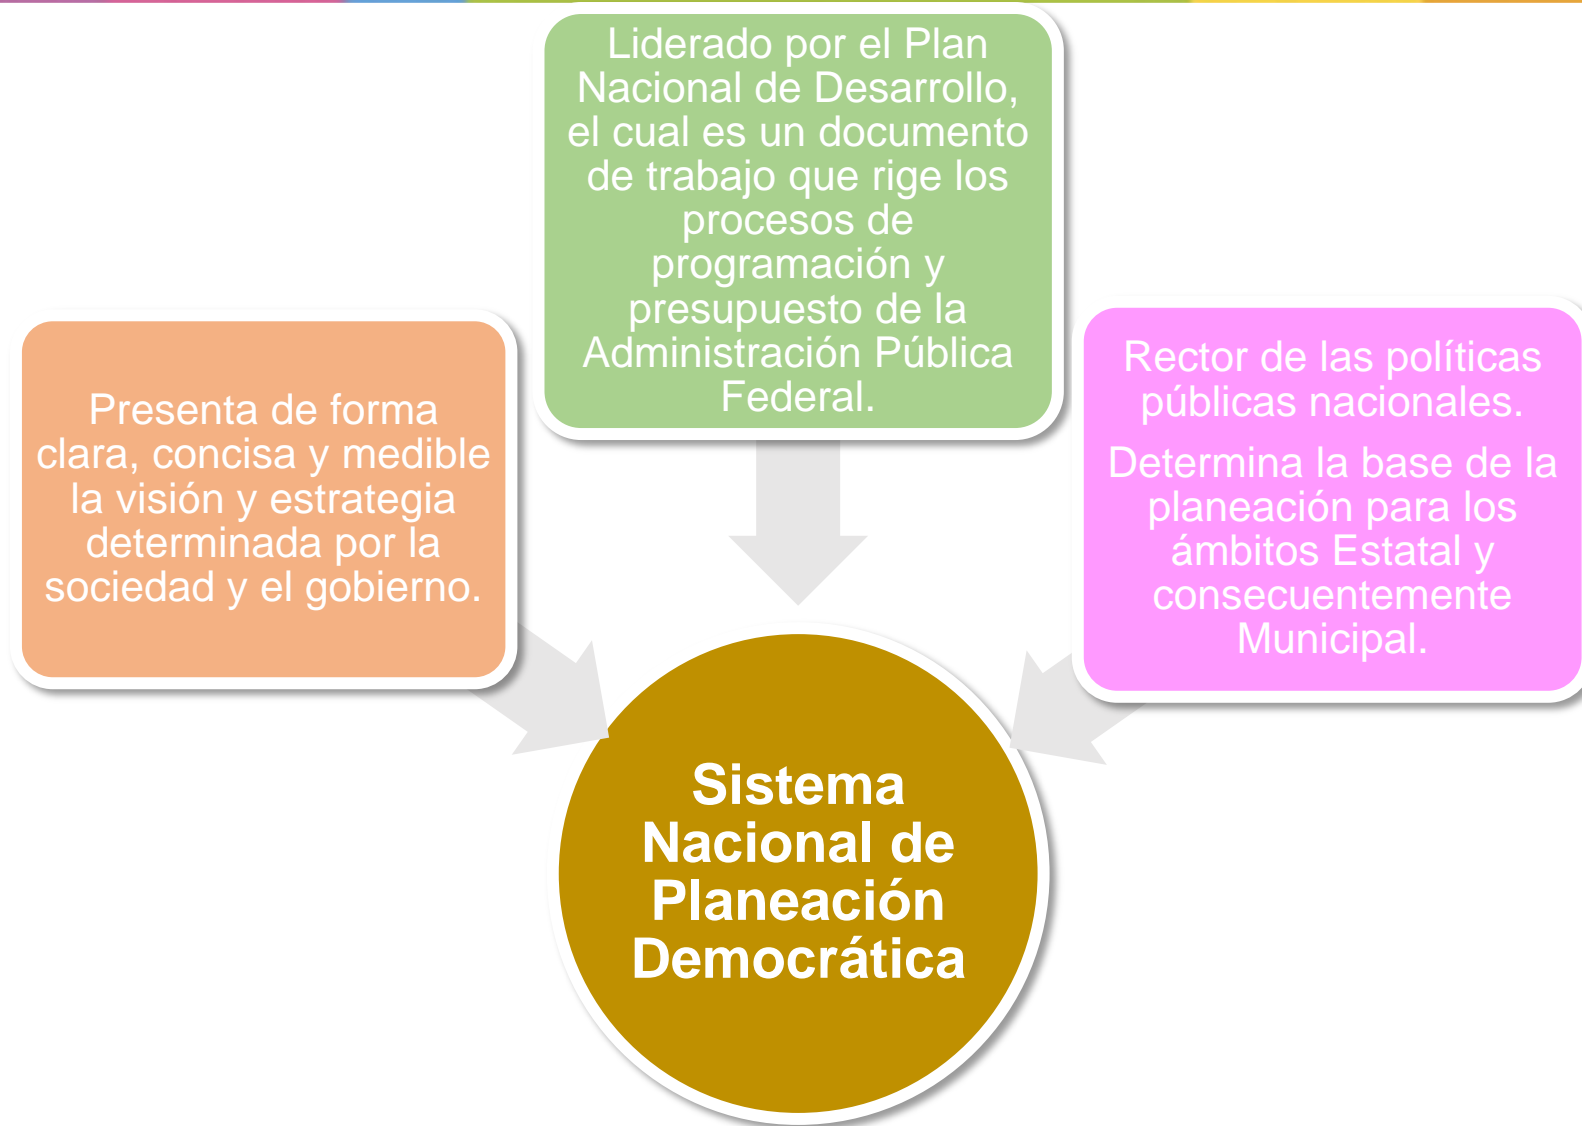 Liderado por el Plan
Nacional de Desarrollo,
el cual es un documento
de trabajo que rige los
procesos de
programación y
presupuesto de la
Administración Pública
Federal.
Presenta de forma
clara, concisa y medible
la visión y estrategia
determinada por la
sociedad y el gobierno.
Rector de las políticas
públicas nacionales.
Determina la base de la
planeación para los
ámbitos Estatal y
consecuentemente
Municipal.
Sistema
Nacional de
Planeación
Democrática